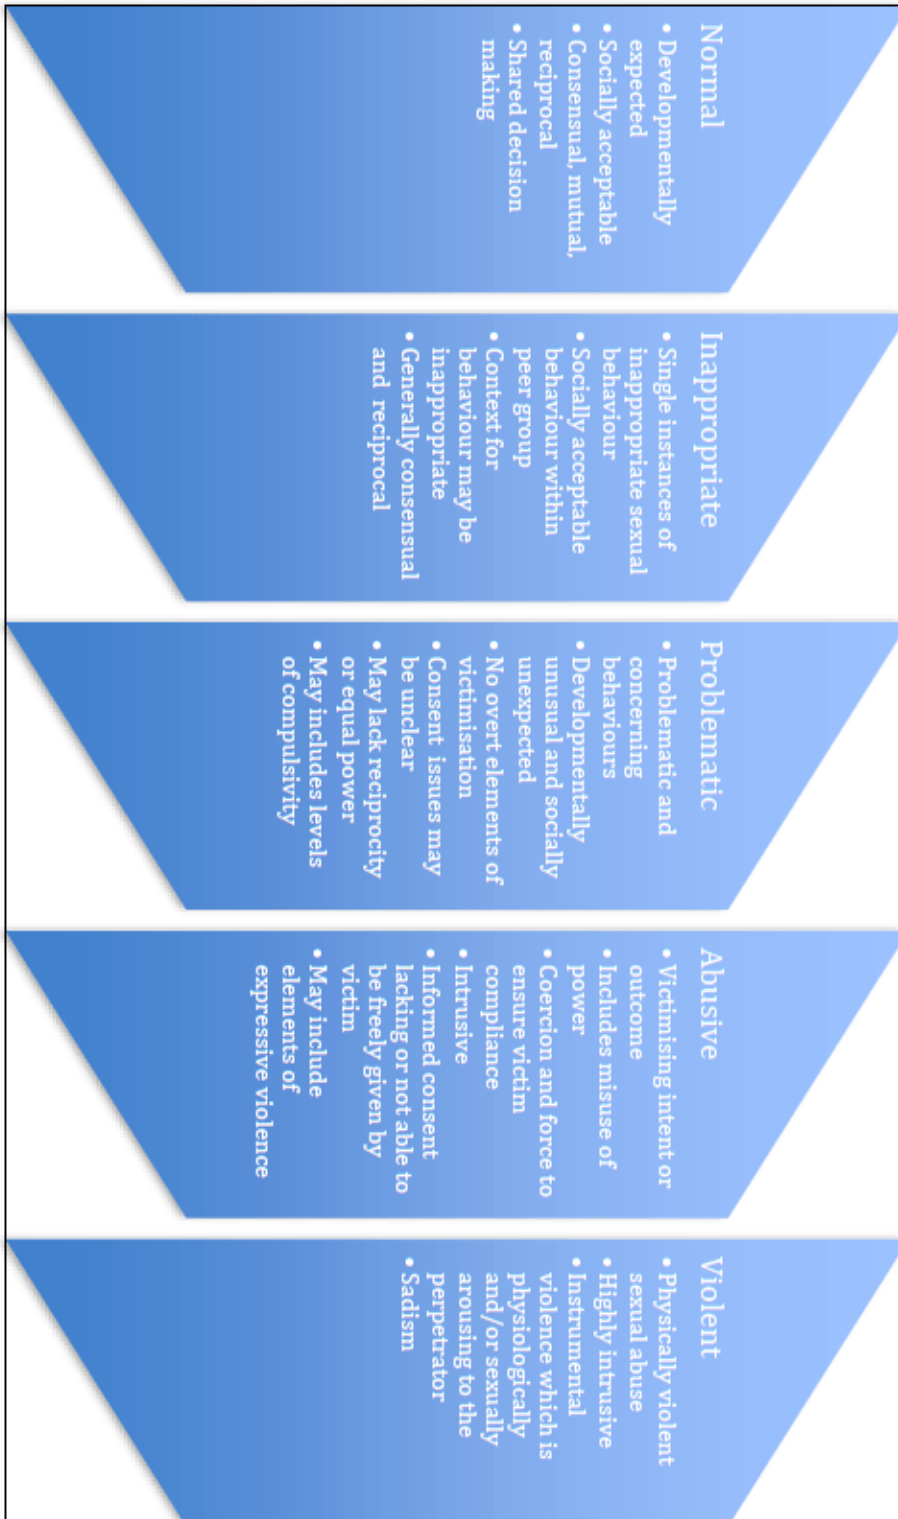 Normal
• Developmentally
expected
• Socially acceptable
• Consensual, mutual,
reciprocal
• Shared decision
making
Inappropriate
• Single instances of
inappropriate sexual
behaviour
• Socially acceptable
behaviour within
peer group
• Context for
behaviour may be
inappropriate
• Generally consensual
and reciprocal
Problematic
• Problematic and
concerning
behaviours
• Developmentally
unusual and socially
unexpected
• No overt elements of
victimisation
• Consent issues may
be unclear
• May lack reciprocity
or equal power
• May includes levels
of compulsivity
Abusive
• Victimising intent or
outcome
• Includes misuse of
power
• Coercion and force to
ensure victim
compliance
• Intrusive
• Informed consent
lacking or not able to
be freely given by
victim
• May include
elements of
expressive violence
Violent
• Physically violent
sexual abuse
• Highly intrusive
• Instrumental
violence which is
physiologically
and/or sexually
arousing to the
perpetrator
• Sadism